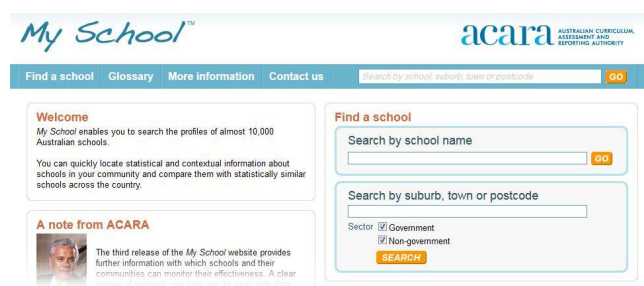 My School™
acara AUSTRALIAN CURRICULUM,
ASSESSMENT AND
REPORTING AUTHORITY
Find a school Glossary More information Contact us Search by school, suburb, town or postcode GO
Welcome
My School enables you to search the profiles of almost 10,000
Australian schools.
You can quickly locate statistical and contextual information about
schools in your community and compare them with statistically similar
schools across the country.
A note from ACARA
The third release of the My School website provides
further information with which schools and their
communities can monitor their effectiveness. A clear
Find a school
Search by school name
GO
Search by suburb, town or postcode
Sector Government
Non-government
SEARCH